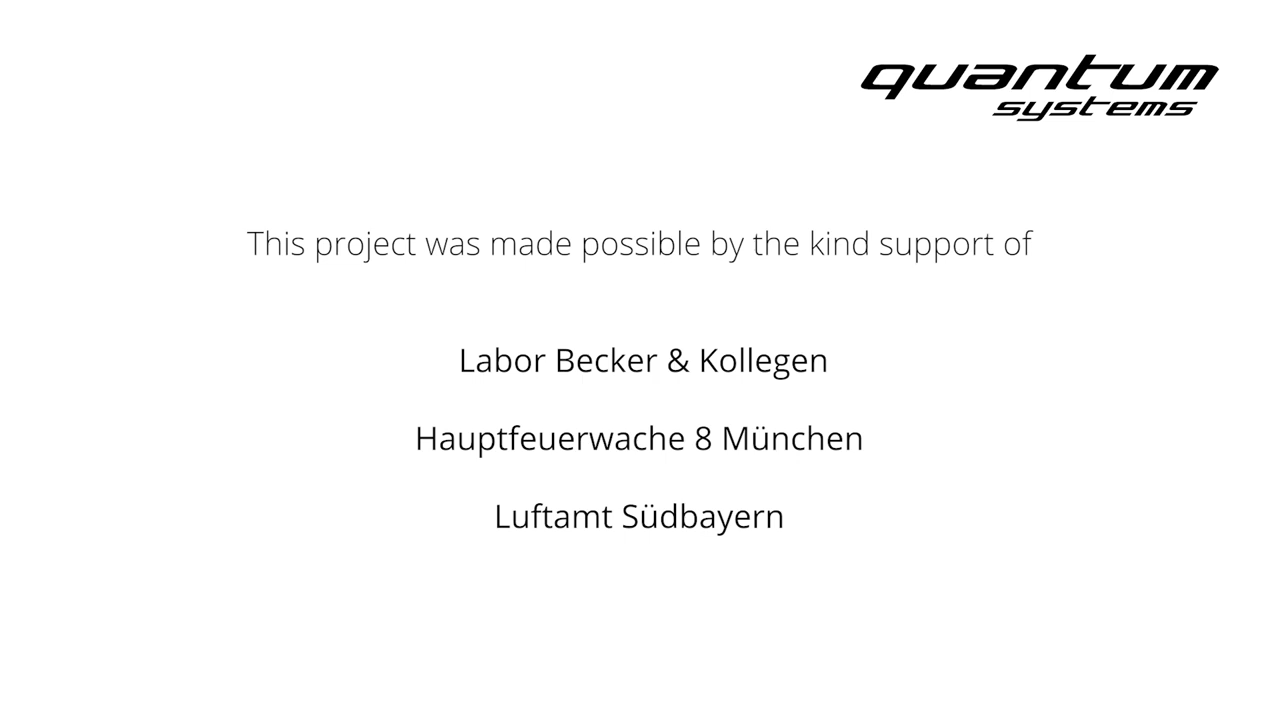 quantum
systems
This project was made possible by the kind support of
Labor Becker & Kollegen
Hauptfeuerwache 8 München
Luftamt Südbayern